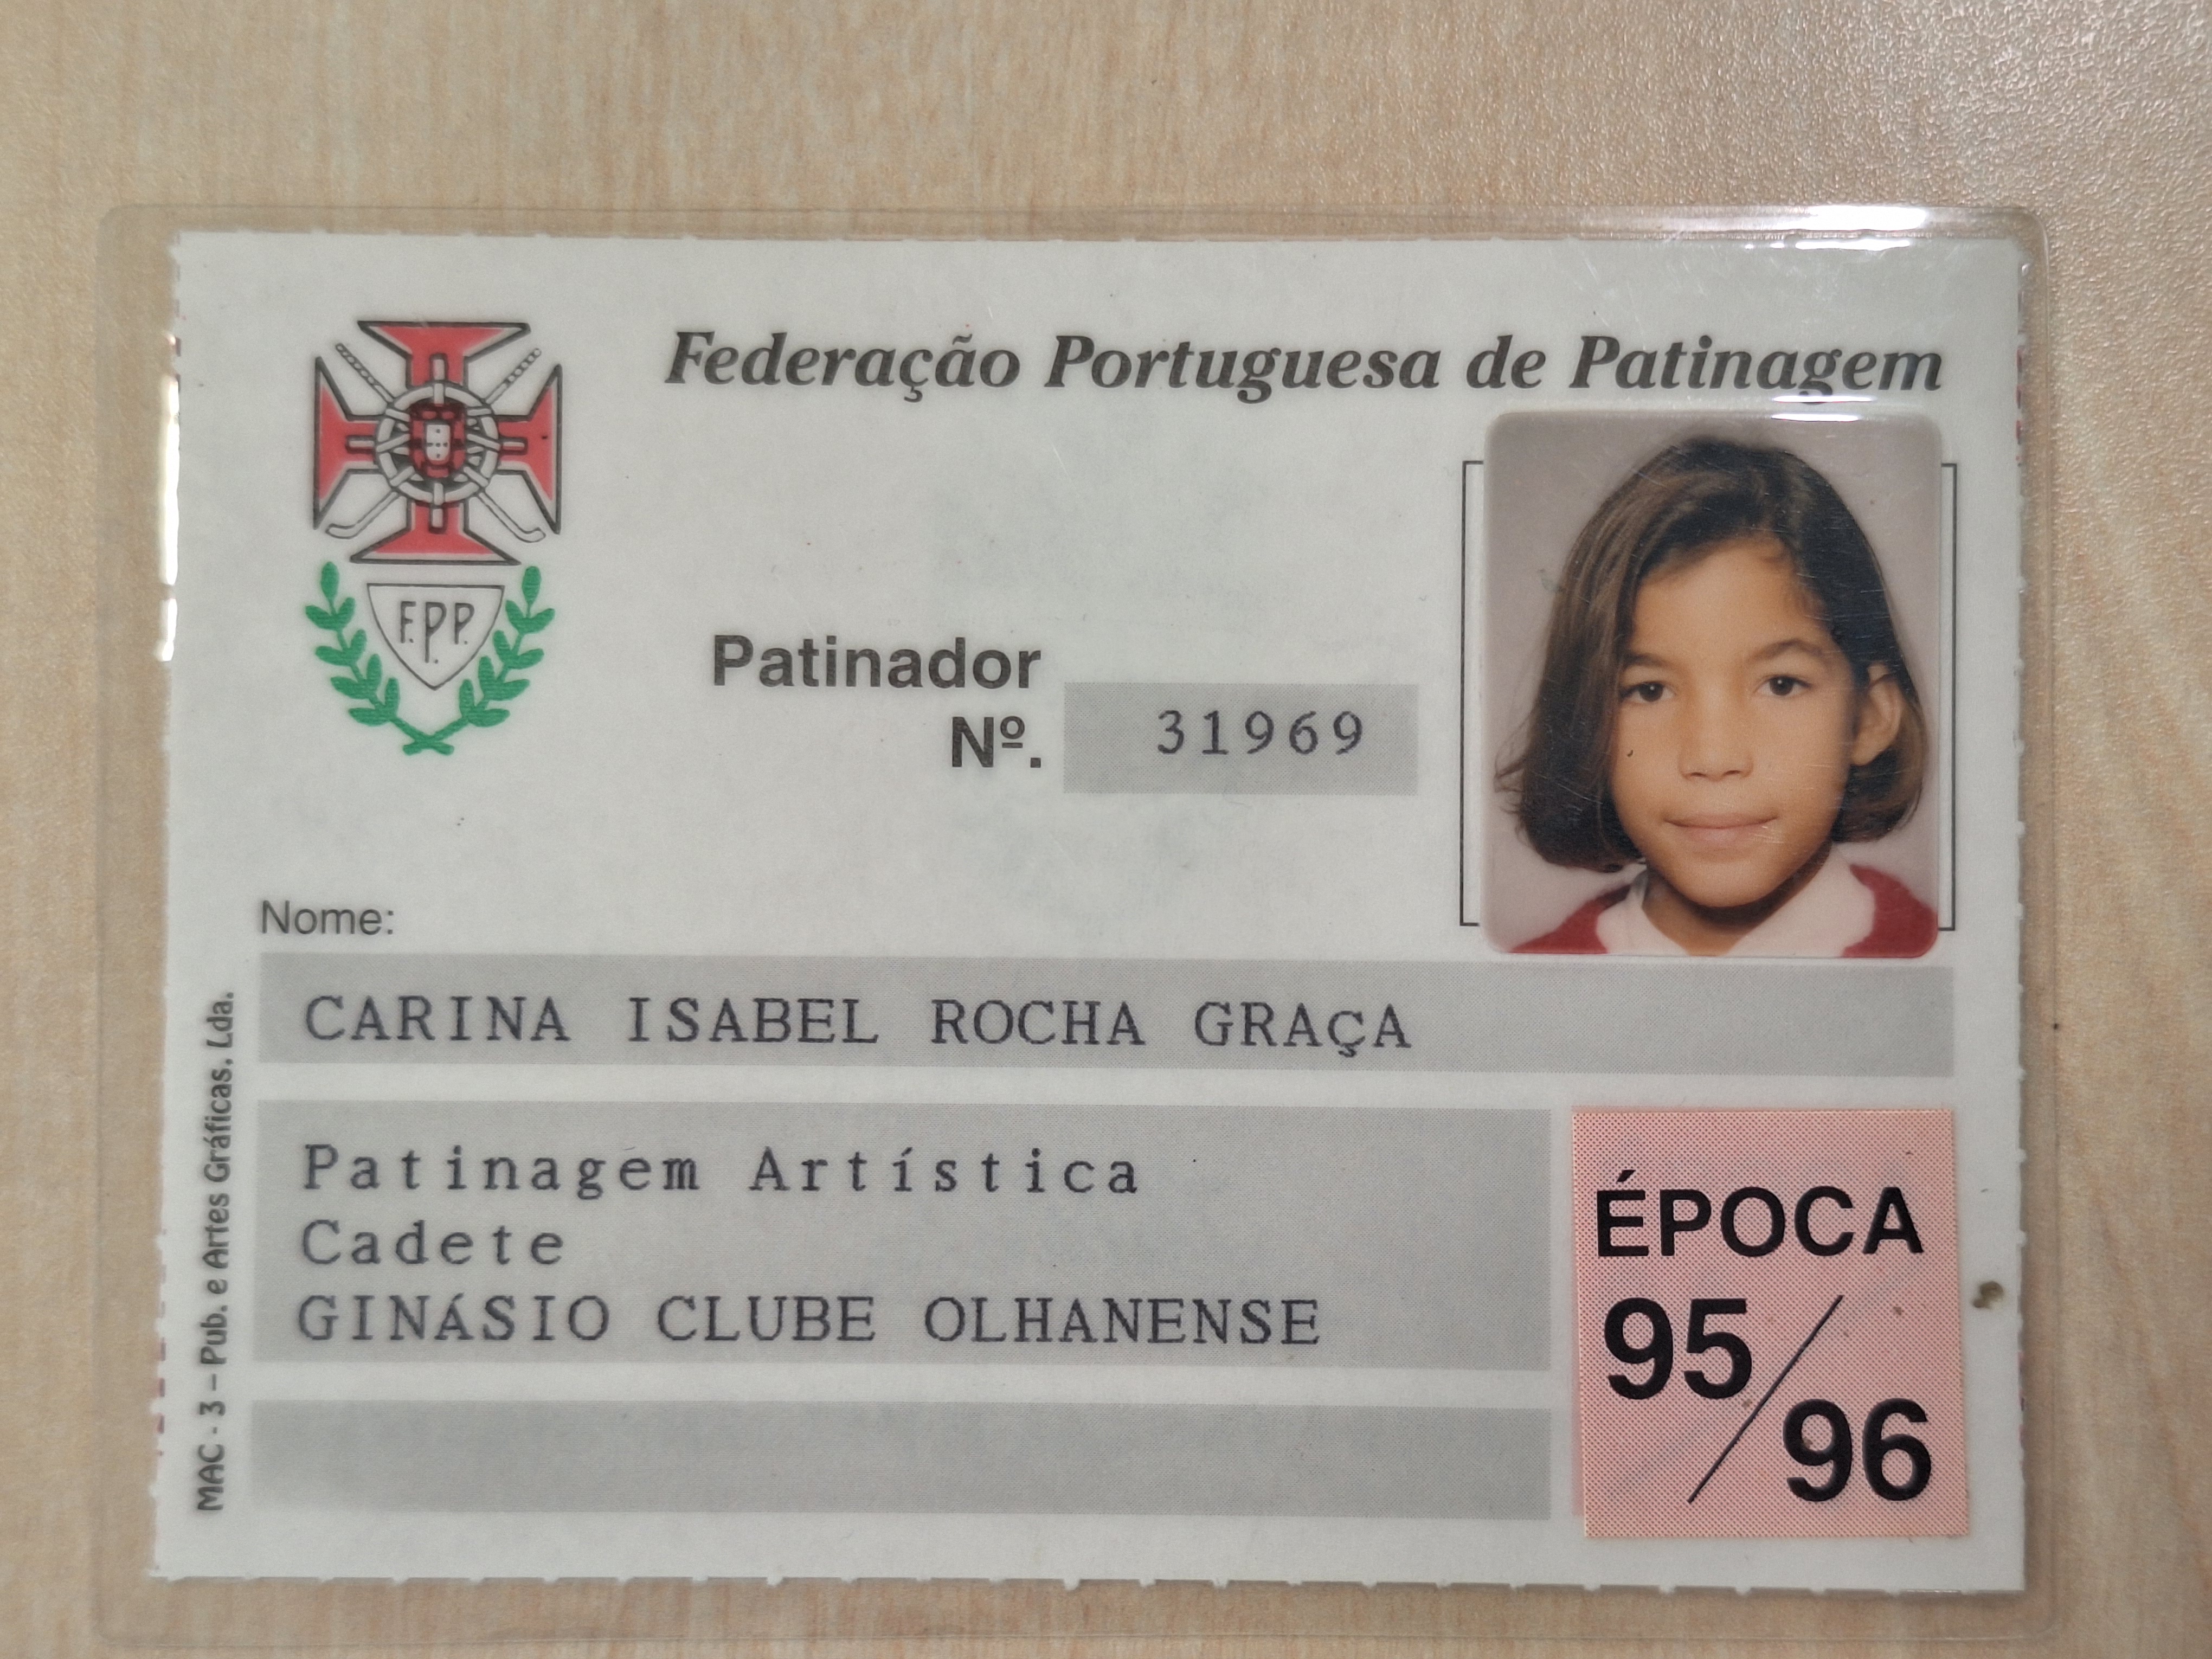 Federação Portuguesa de Patinagem
F.P.P.
Patinador
Nº. 31969
Nome:
CARINA ISABEL ROCHA GRAÇA
Patinagem Artística
Cadete
GINÁSIO CLUBE OLHANENSE
ÉPOCA
95/96
MAC - 3 – Pub. e Artes Gráficas. Lda.